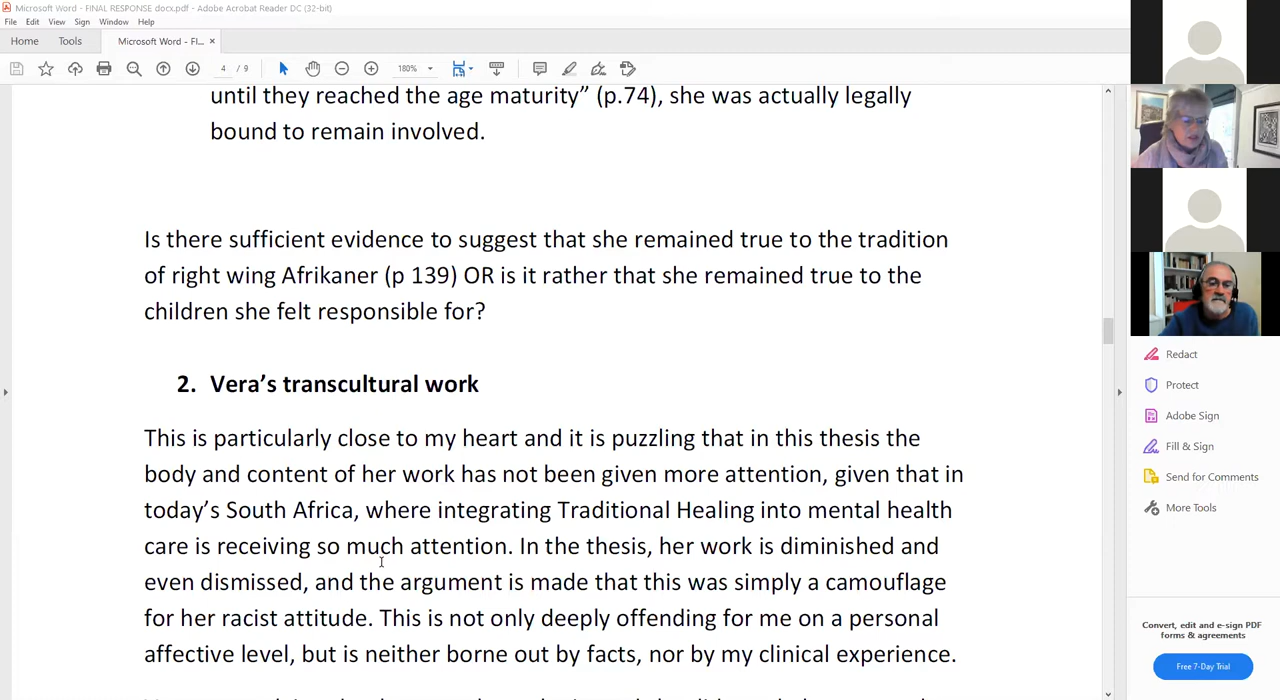 Microsoft Word - FINAL RESPONSE docx.pdf - Adobe Acrobat Reader DC (32-bit)
File Edit View Sign Window Help
Home Tools Microsoft Word - FI... ×
4 / 9 180%
until they reached the age maturity” (p.74), she was actually legally
bound to remain involved.
Is there sufficient evidence to suggest that she remained true to the tradition
of right wing Afrikaner (p 139) OR is it rather that she remained true to the
children she felt responsible for?
2. Vera’s transcultural work
This is particularly close to my heart and it is puzzling that in this thesis the
body and content of her work has not been given more attention, given that in
today’s South Africa, where integrating Traditional Healing into mental health
care is receiving so much attention. In the thesis, her work is diminished and
even dismissed, and the argument is made that this was simply a camouflage
for her racist attitude. This is not only deeply offending for me on a personal
affective level, but is neither borne out by facts, nor by my clinical experience.
Redact
Protect
Adobe Sign
Fill & Sign
Send for Comments
More Tools
Convert, edit and e-sign PDF
forms & agreements
Free 7-Day Trial